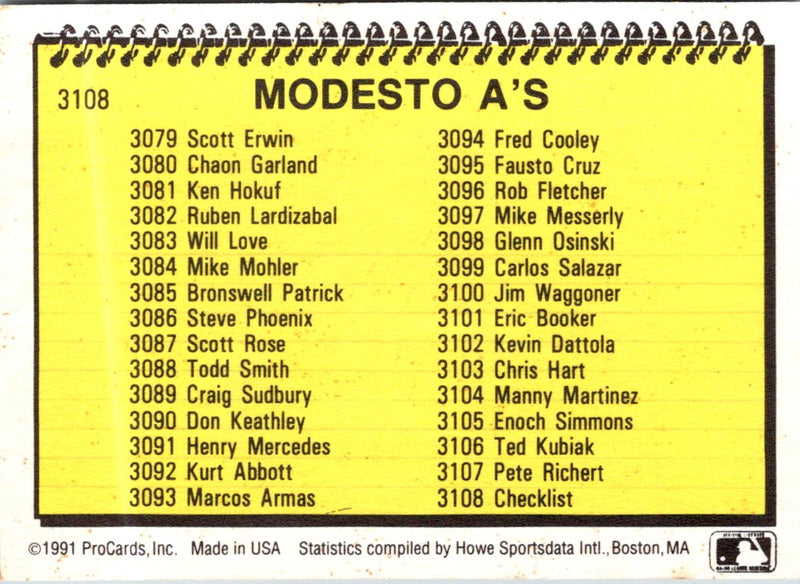 MODESTO A'S
3108
3079 Scott Erwin
3080 Chaon Garland
3081 Ken Hokuf
3082 Ruben Lardizabal
3083 Will Love
3084 Mike Mohler
3085 Bronswell Patrick
3086 Steve Phoenix
3087 Scott Rose
3088 Todd Smith
3089 Craig Sudbury
3090 Don Keathley
3091 Henry Mercedes
3092 Kurt Abbott
3093 Marcos Armas
3094 Fred Cooley
3095 Fausto Cruz
3096 Rob Fletcher
3097 Mike Messerly
3098 Glenn Osinski
3099 Carlos Salazar
3100 Jim Waggoner
3101 Eric Booker
3102 Kevin Dattola
3103 Chris Hart
3104 Manny Martinez
3105 Enoch Simmons
3106 Ted Kubiak
3107 Pete Richert
3108 Checklist
©1991 ProCards, Inc. Made in USA Statistics compiled by Howe Sportsdata Intl., Boston, MA